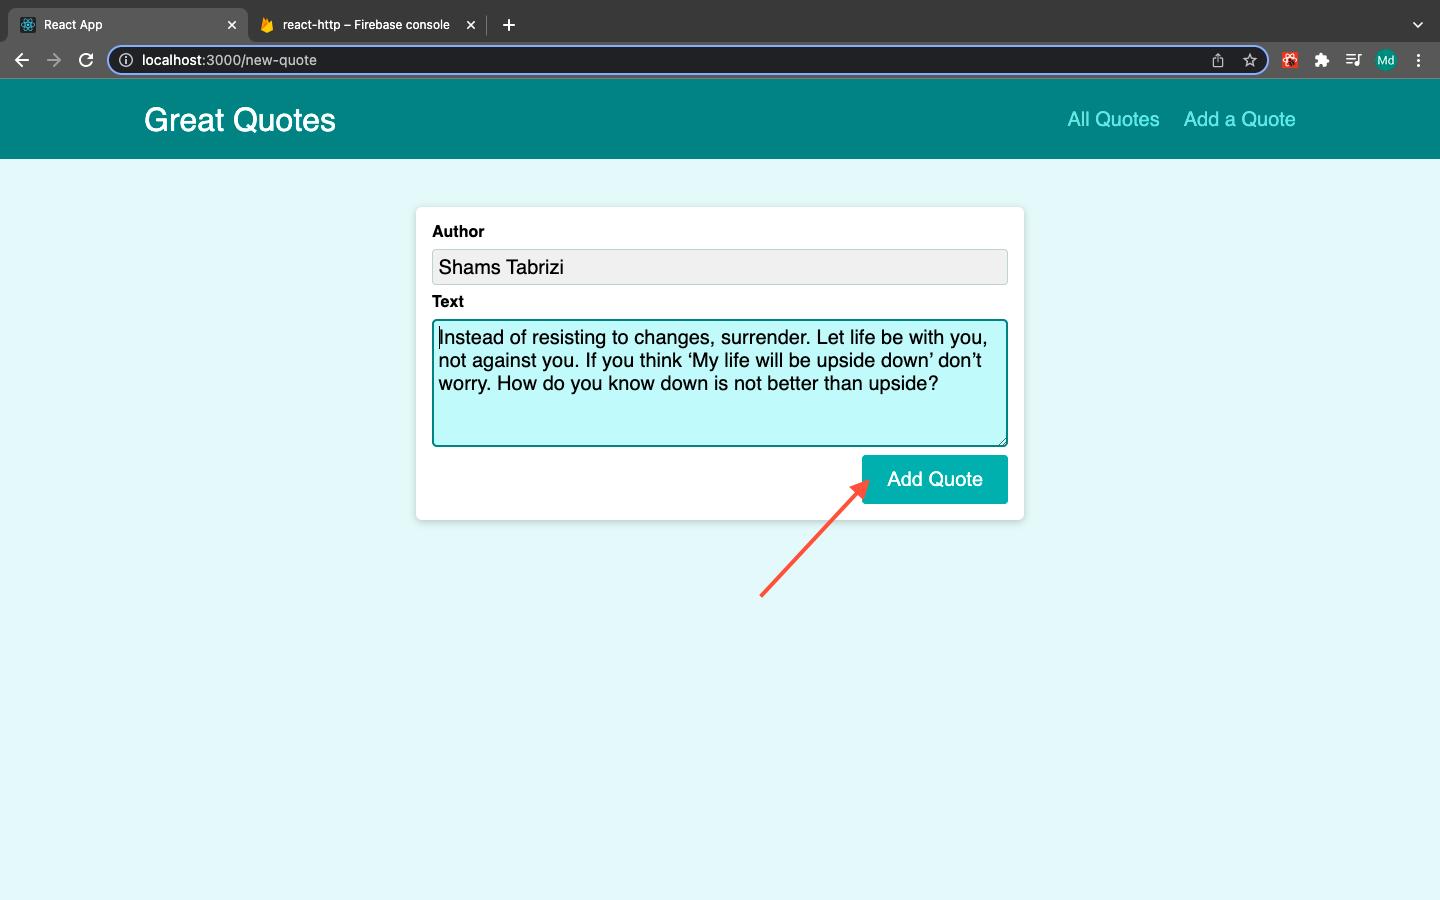 React App
react-http – Firebase console
localhost:3000/new-quote
Md
Great Quotes
All Quotes
Add a Quote
Author
Shams Tabrizi
Text
Instead of resisting to changes, surrender. Let life be with you,
not against you. If you think ‘My life will be upside down’ don’t
worry. How do you know down is not better than upside?
Add Quote